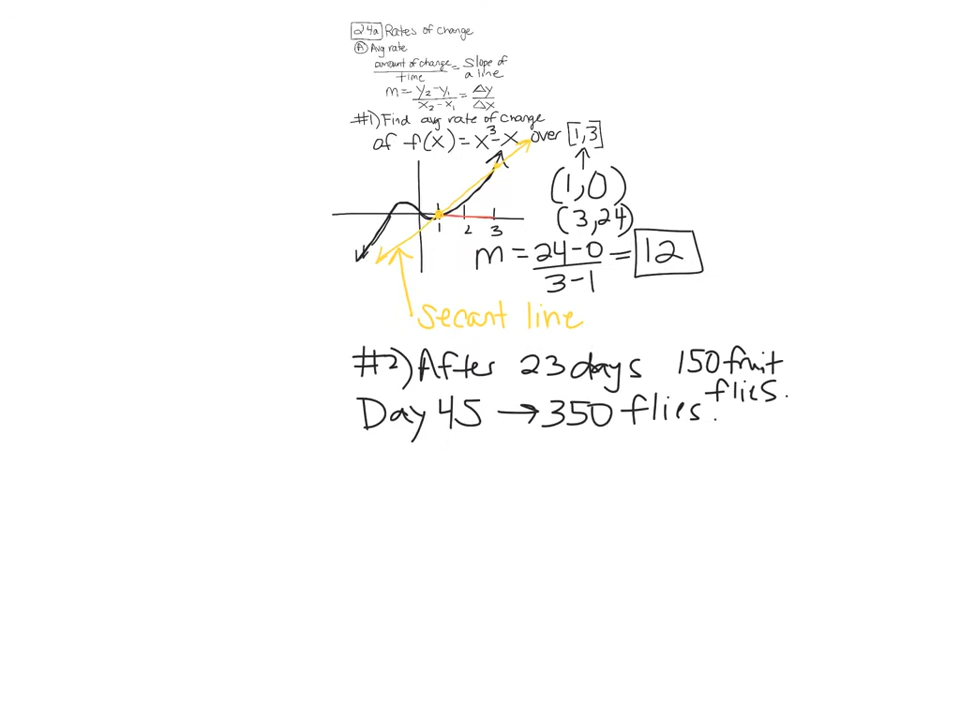 2.4a Rates of change
A Avg rate
amount of change / time = slope of a line
m = y₂-y₁ / x₂-x₁ = Δy / Δx
#1) Find avg rate of change
of f(x) = x³-x over [1,3]
(1,0)
(3,24)
1 2 3
m = 24-0 / 3-1 = 12
secant line
#2) After 23 days 150 fruit flies.
Day 45 → 350 flies.